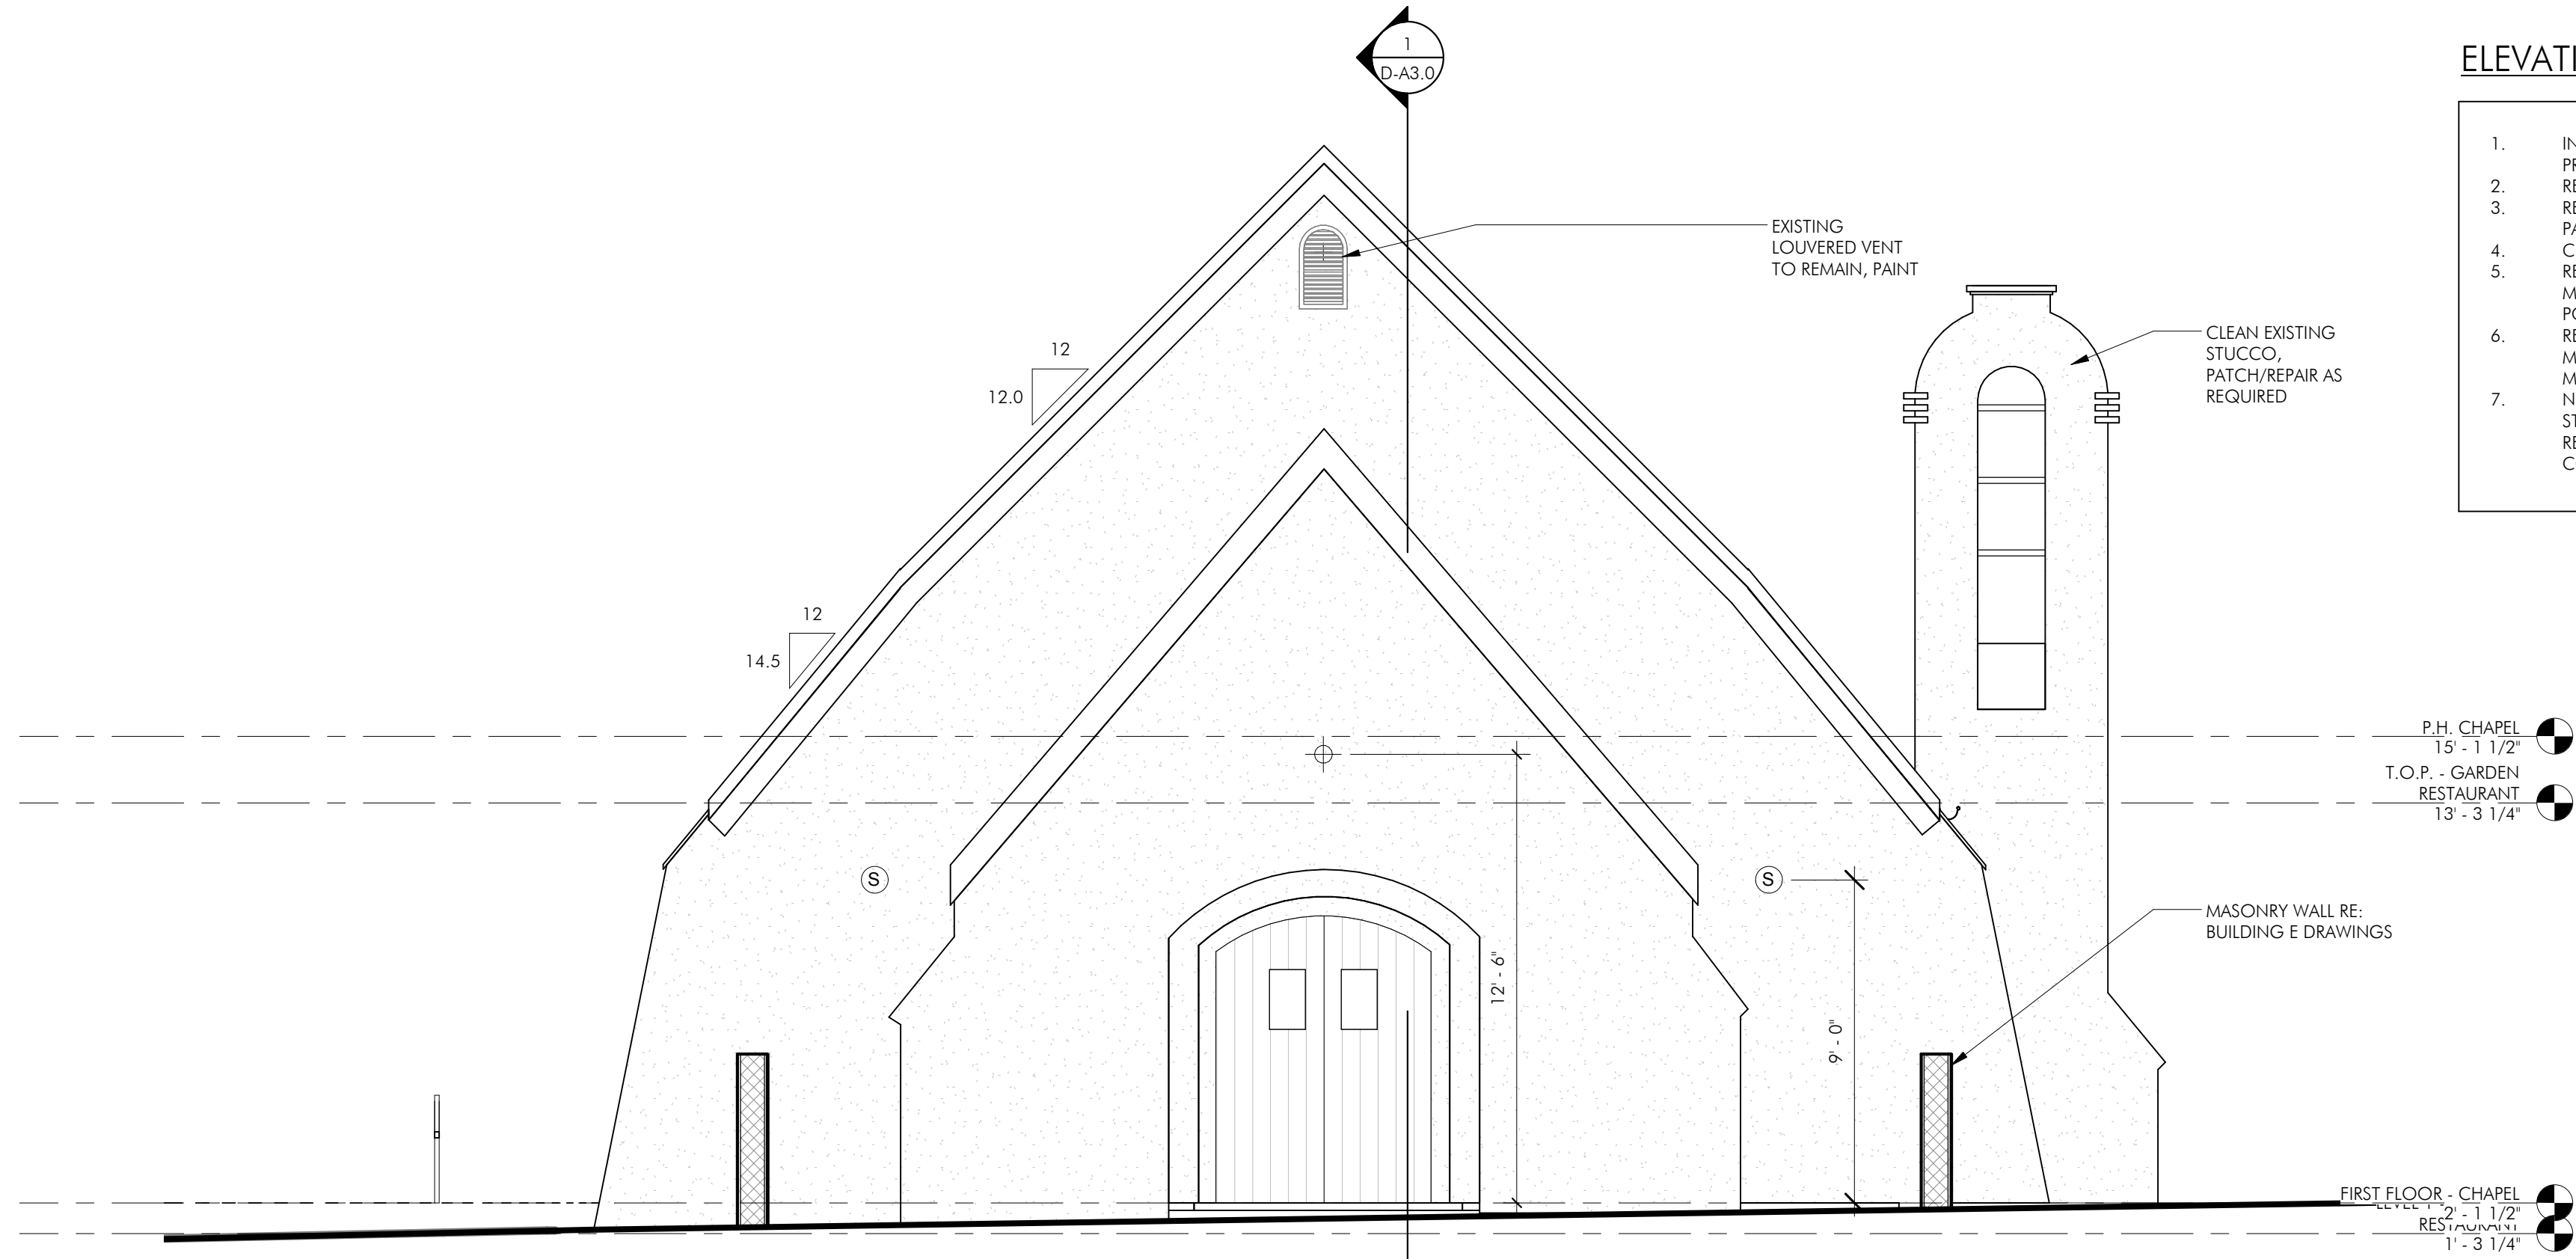 1
D-A3.0
EXISTING
LOUVERED VENT
TO REMAIN, PAINT
12
12.0
12
14.5
CLEAN EXISTING
STUCCO,
PATCH/REPAIR AS
REQUIRED
1.
2.
3.
4.
5.
6.
7.
P.H. CHAPEL
15' - 1 1/2"
T.O.P. - GARDEN
RESTAURANT
13' - 3 1/4"
S
S
12' - 6"
9' - 0"
MASONRY WALL RE:
BUILDING E DRAWINGS
FIRST FLOOR - CHAPEL
2' - 1 1/2"
RESTAURANT
1' - 3 1/4"